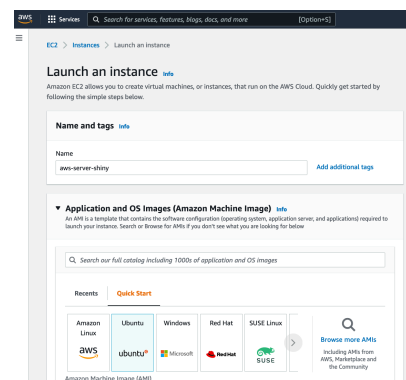 aws
Services
Search for services, features, blogs, docs, and more
[Option+S]
EC2 > Instances > Launch an instance
Launch an instance Info
Amazon EC2 allows you to create virtual machines, or instances, that run on the AWS Cloud. Quickly get started by
following the simple steps below.
Name and tags Info
Name
aws-server-shiny
Add additional tags
Application and OS Images (Amazon Machine Image) Info
An AMI is a template that contains the software configuration (operating system, application server, and applications) required to
launch your instance. Search or Browse for AMIs if you don't see what you are looking for below
Search our full catalog including 1000s of application and OS images
Recents
Quick Start
Amazon
Linux
aws
Ubuntu
ubuntu®
Windows
Microsoft
Red Hat
Red Hat
SUSE Linux
SUSE
Browse more AMIs
Including AMIs from
AWS, Marketplace and
the Community
Amazon Machine Image (AMI)